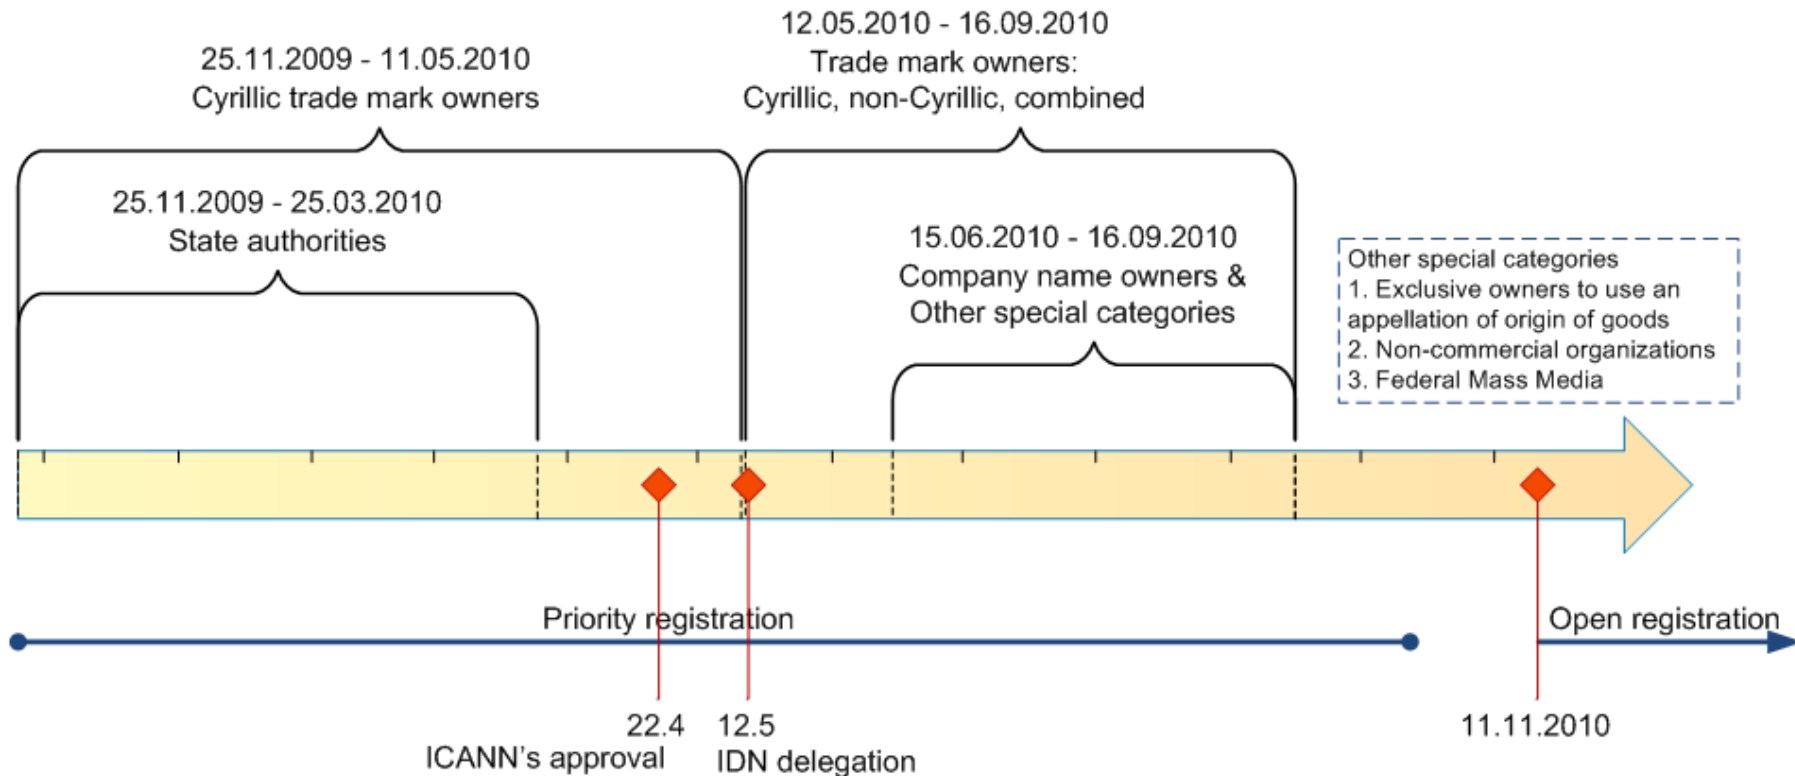 12.05.2010 - 16.09.2010
Trade mark owners:
Cyrillic, non-Cyrillic, combined
25.11.2009 - 11.05.2010
Cyrillic trade mark owners
25.11.2009 - 25.03.2010
State authorities
15.06.2010 - 16.09.2010
Company name owners &
Other special categories
Other special categories
1. Exclusive owners to use an
appellation of origin of goods
2. Non-commercial organizations
3. Federal Mass Media
Priority registration
Open registration
22.4
ICANN's approval
12.5
IDN delegation
11.11.2010